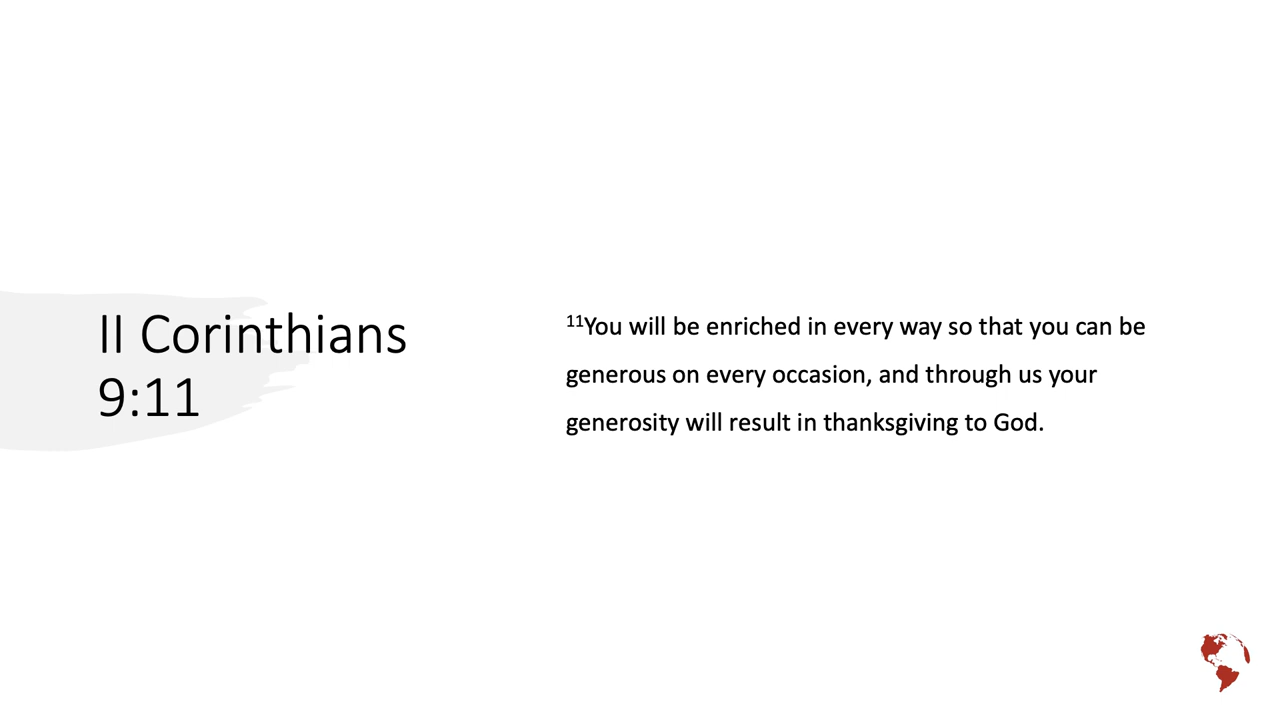 II Corinthians
9:11
11You will be enriched in every way so that you can be
generous on every occasion, and through us your
generosity will result in thanksgiving to God.